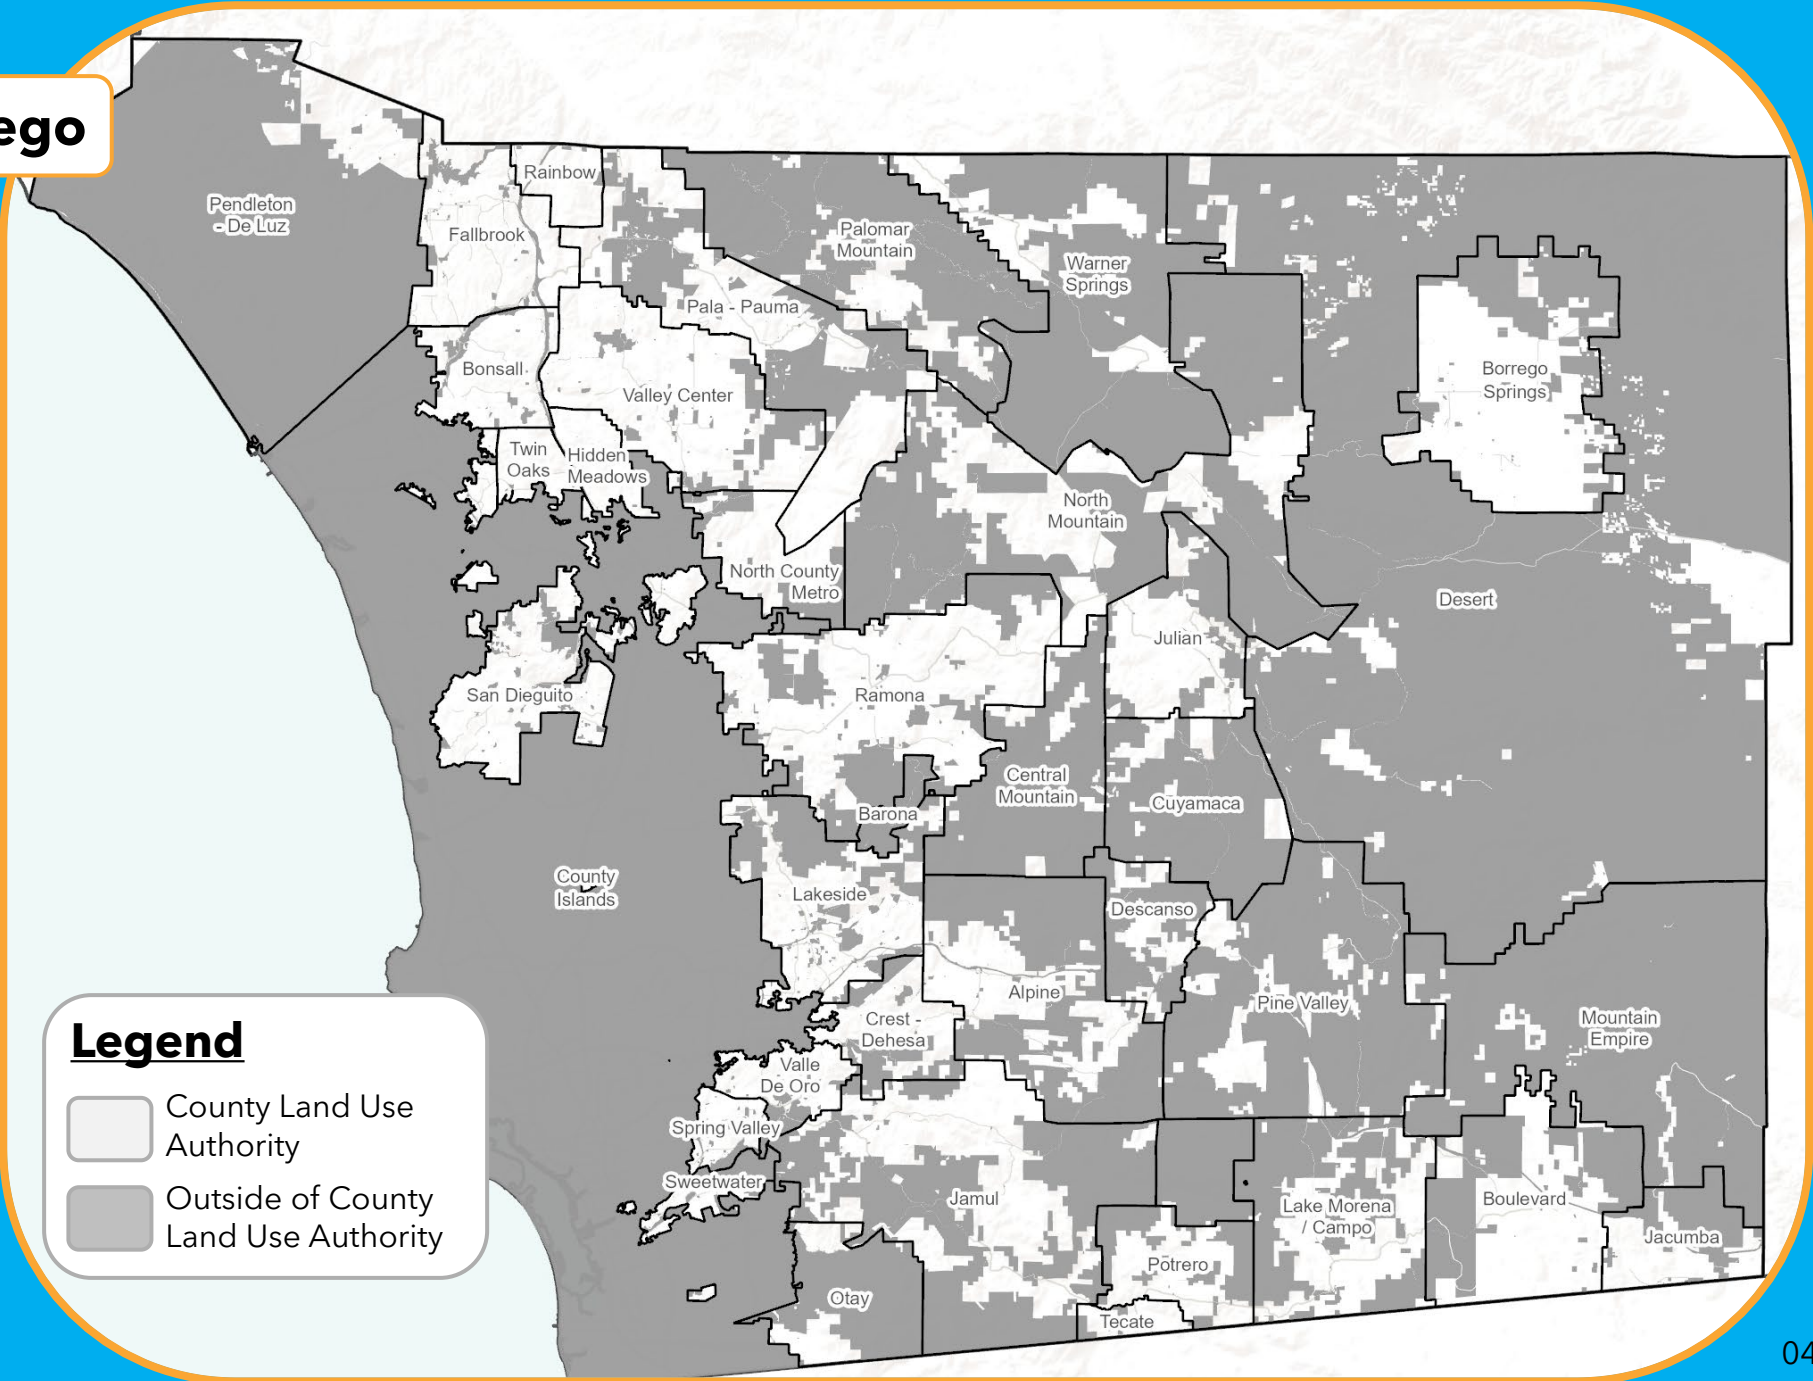 ego
Rainbow
Pendleton
- De Luz
Fallbrook
Palomar
Mountain
Warner
Springs
Pala - Pauma
Bonsall
Valley Center
Borrego
Springs
Twin
Oaks
Hidden
Meadows
North
Mountain
North County
Metro
Desert
Julian
San Dieguito
Ramona
Central
Mountain
Cuyamaca
Barona
County
Islands
Lakeside
Descanso
Alpine
Pine Valley
Crest -
Dehesa
Mountain
Empire
Valle
De Oro
Spring Valley
Sweetwater
Jamul
Lake Morena
/ Campo
Boulevard
Jacumba
Potrero
Otay
Tecate
Legend
County Land Use
Authority
Outside of County
Land Use Authority
04